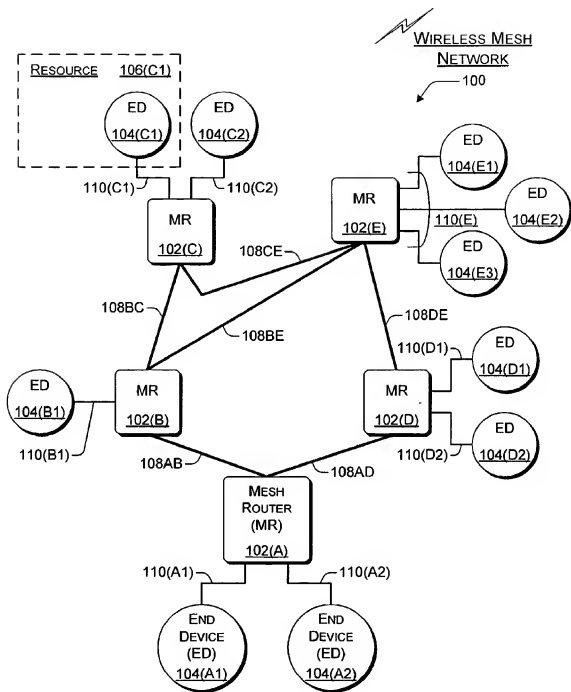 WIRELESS MESH
NETWORK
100
RESOURCE 106(C1)
ED
104(C1)
ED
104(C2)
110(C1)
110(C2)
MR
102(C)
MR
102(E)
ED
104(E1)
110(E)
ED
104(E2)
ED
104(E3)
108CE
108BC
108BE
108DE
ED
104(B1)
110(B1)
MR
102(B)
MR
102(D)
110(D1)
ED
104(D1)
110(D2)
ED
104(D2)
108AB
108AD
MESH
ROUTER
(MR)
102(A)
110(A1)
110(A2)
END
DEVICE
(ED)
104(A1)
END
DEVICE
(ED)
104(A2)